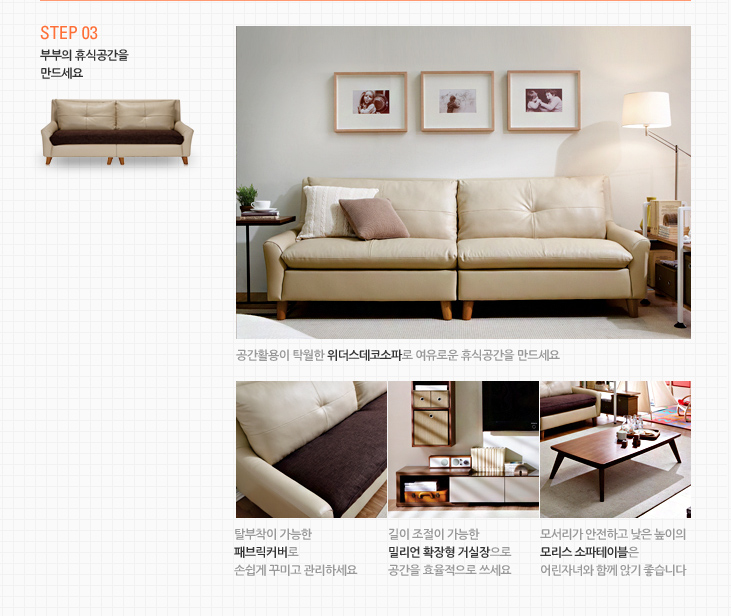 STEP 03
부부의 휴식공간을
만드세요
공간활용이 탁월한 위더스데코소파로 여유로운 휴식공간을 만드세요
탈부착이 가능한
패브릭커버로
손쉽게 꾸미고 관리하세요
길이 조절이 가능한
밀리언 확장형 거실장으로
공간을 효율적으로 쓰세요
모서리가 안전하고 낮은 높이의
모리스 소파테이블은
어린자녀와 함께 앉기 좋습니다